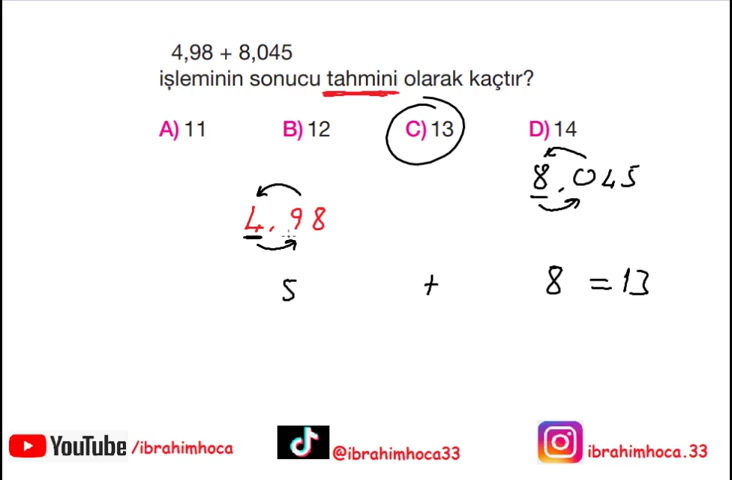 4,98 + 8,045
işleminin sonucu tahmini olarak kaçtır?
A) 11 B) 12 C) 13 D) 14
8.045
4.98
5 + 8 = 13
YouTube /ibrahimhoca @ibrahimhoca33 ibrahimhoca.33